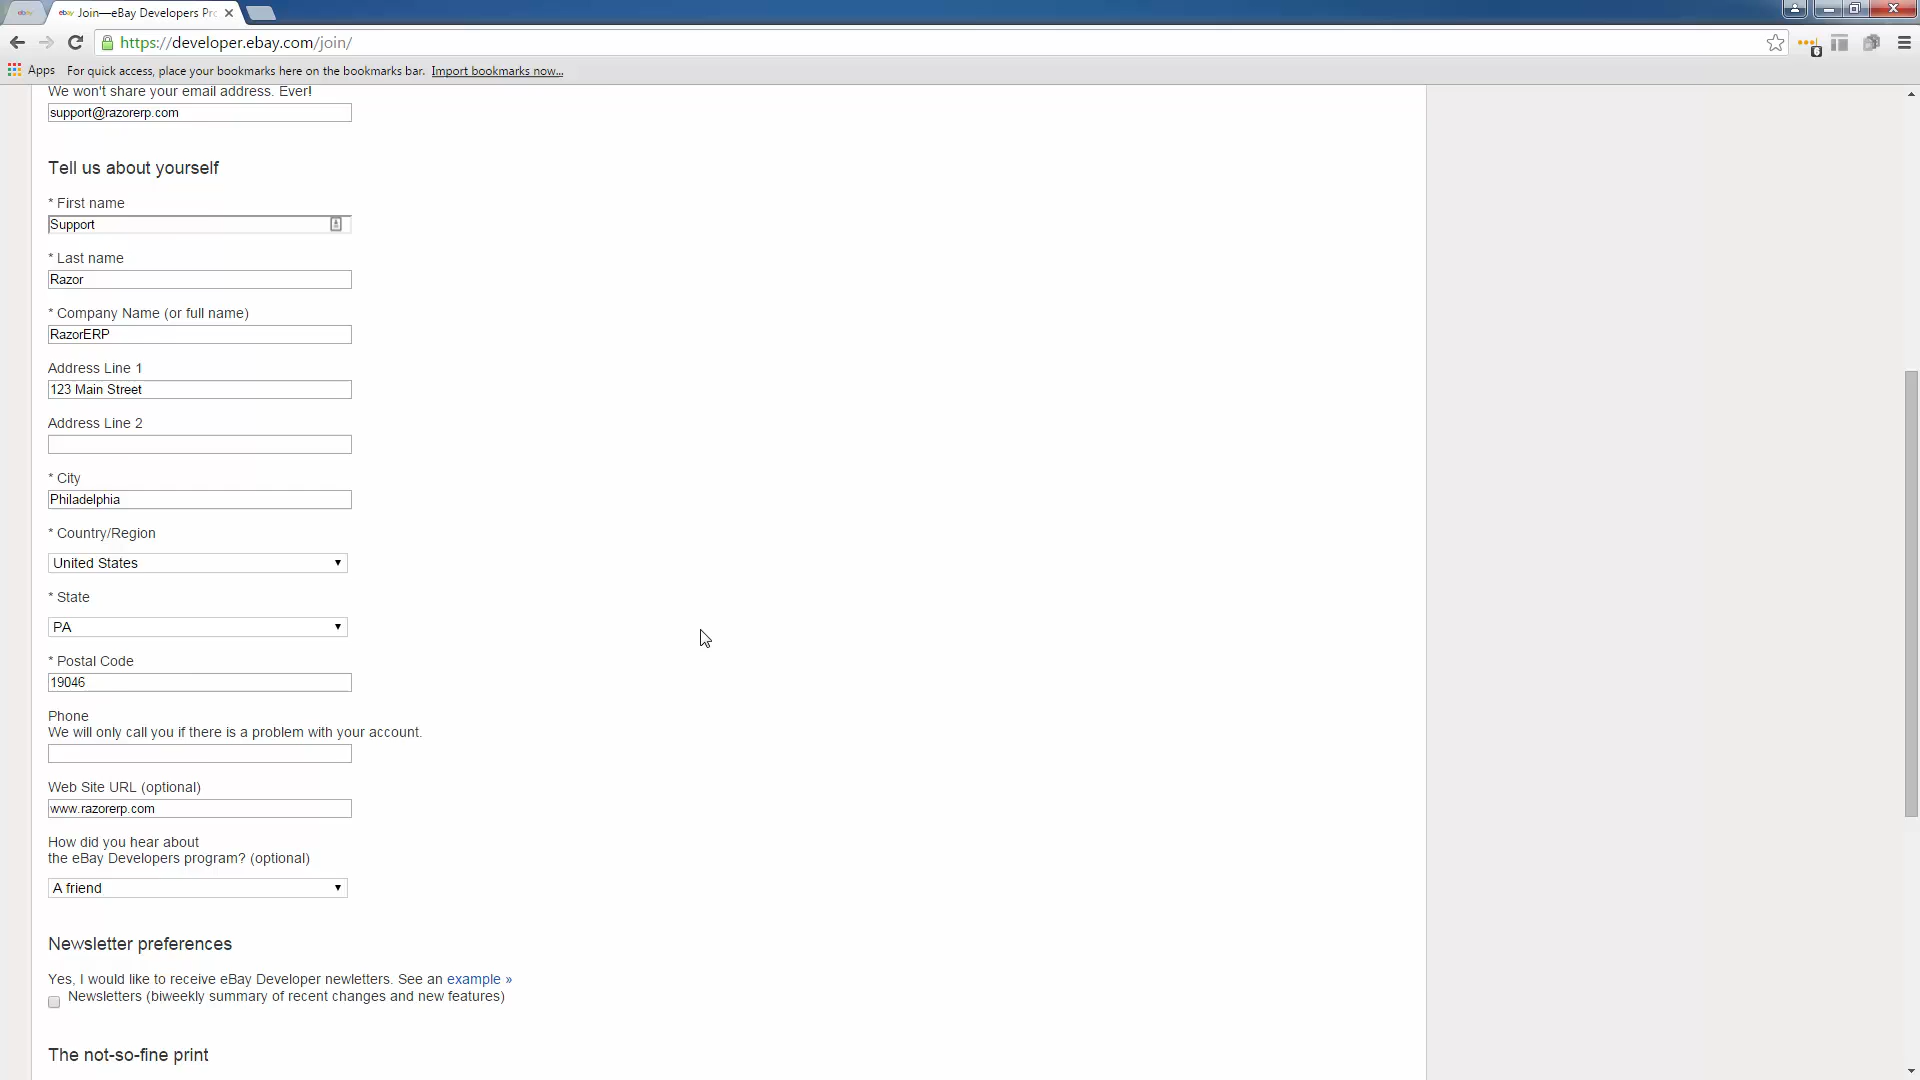 ebay
ebay Join—eBay Developers Pro
https://developer.ebay.com/join/
6
Apps For quick access, place your bookmarks here on the bookmarks bar. Import bookmarks now...
We won't share your email address. Ever!
support@razorerp.com
Tell us about yourself
* First name
Support
* Last name
Razor
* Company Name (or full name)
RazorERP
Address Line 1
123 Main Street
Address Line 2
* City
Philadelphia
* Country/Region
United States
* State
PA
* Postal Code
19046
Phone
We will only call you if there is a problem with your account.
Web Site URL (optional)
www.razorerp.com
How did you hear about
the eBay Developers program? (optional)
A friend
Newsletter preferences
Yes, I would like to receive eBay Developer newletters. See an example »
Newsletters (biweekly summary of recent changes and new features)
The not-so-fine print